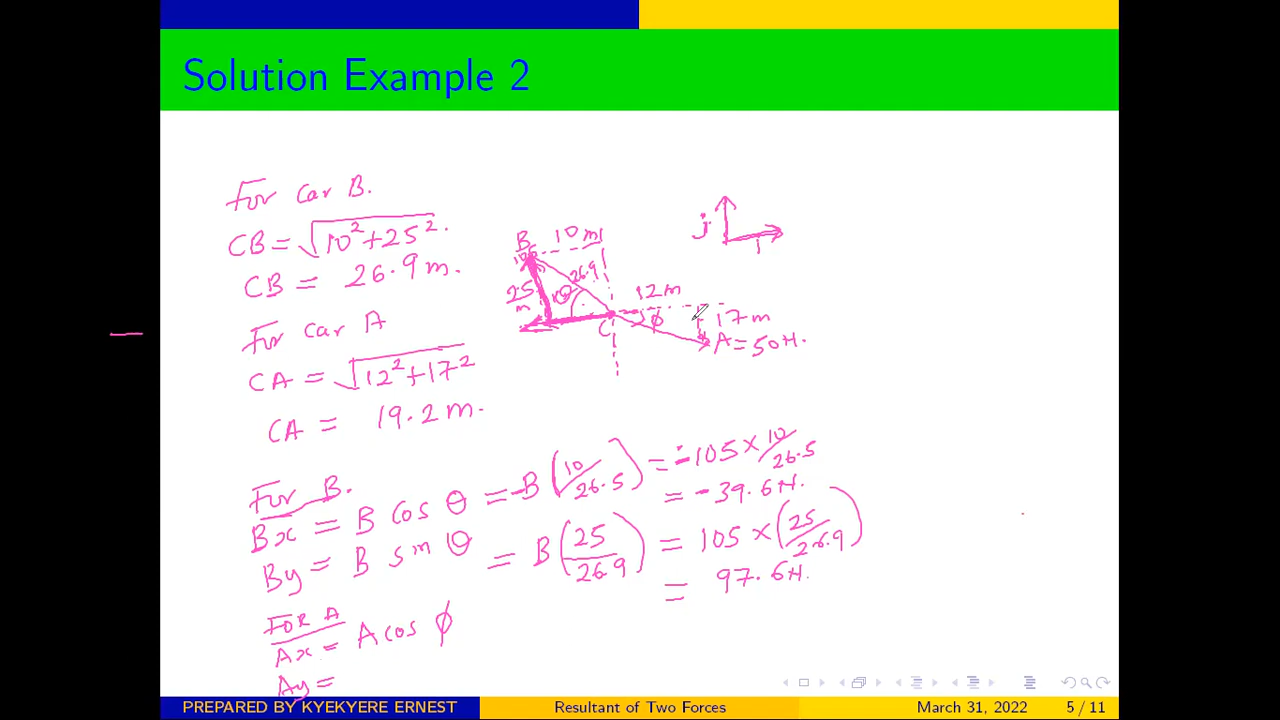 Solution Example 2
For car B.
CB = √10²+25².
CB = 26.9 m.
For car A
CA = √12²+17²
CA = 19.2 m.
For B.
Bx = B cos θ = -B(10/26.5) = -105 × 10/26.5
= -39.6H.
By = B sin θ = B(25/26.9) = 105 × (25/26.9)
= 97.6H.
FOR A
Ax = A cos φ
Ay =
B
10 m
25
m
θ
26.9
C
12 m
φ
17 m
A = 50H.
j
i
PREPARED BY KYEKYERE ERNEST
Resultant of Two Forces
March 31, 2022
5 / 11